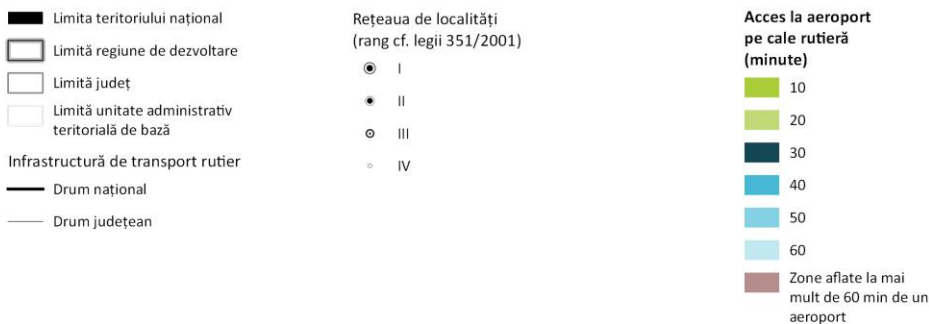 Limita teritoriului național
Limită regiune de dezvoltare
Limită județ
Limită unitate administrativ
teritorială de bază
Infrastructură de transport rutier
Drum național
Drum județean
Rețeaua de localități
(rang cf. legii 351/2001)
I
II
III
IV
Acces la aeroport
pe cale rutieră
(minute)
10
20
30
40
50
60
Zone aflate la mai
mult de 60 min de un
aeroport